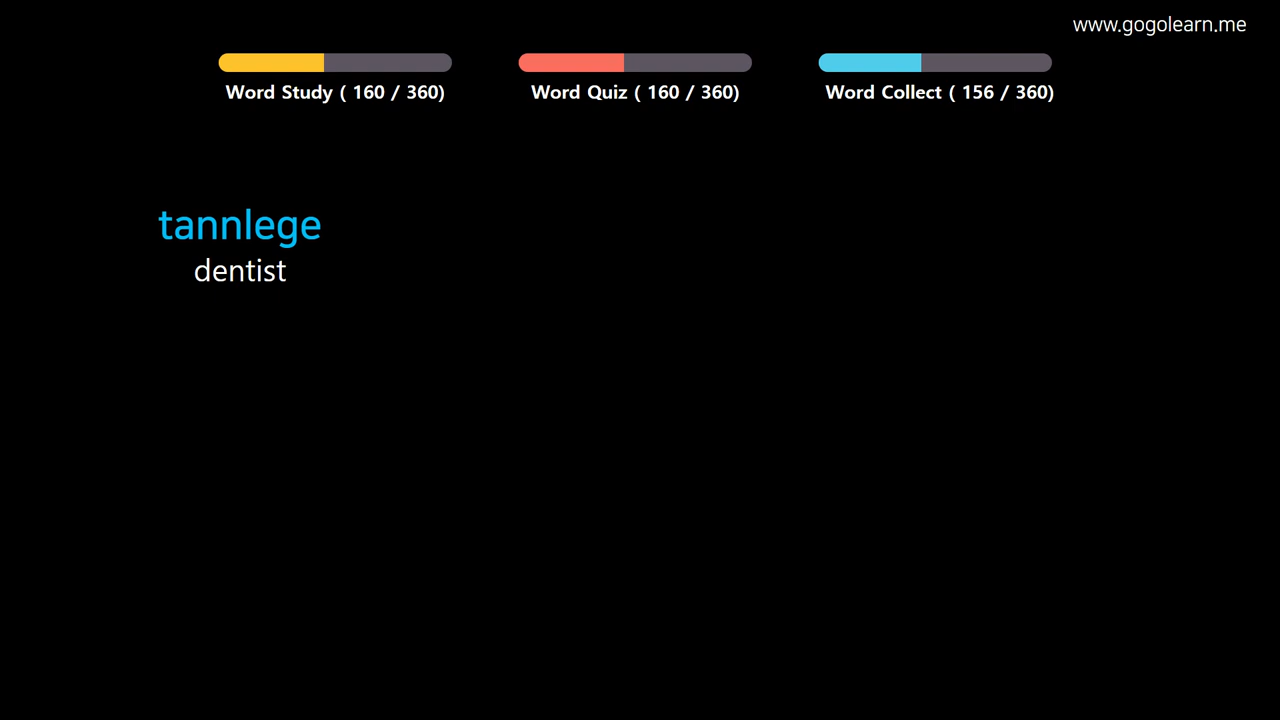 www.gogolearn.me
Word Study ( 160 / 360)
Word Quiz ( 160 / 360)
Word Collect ( 156 / 360)
tannlege
dentist